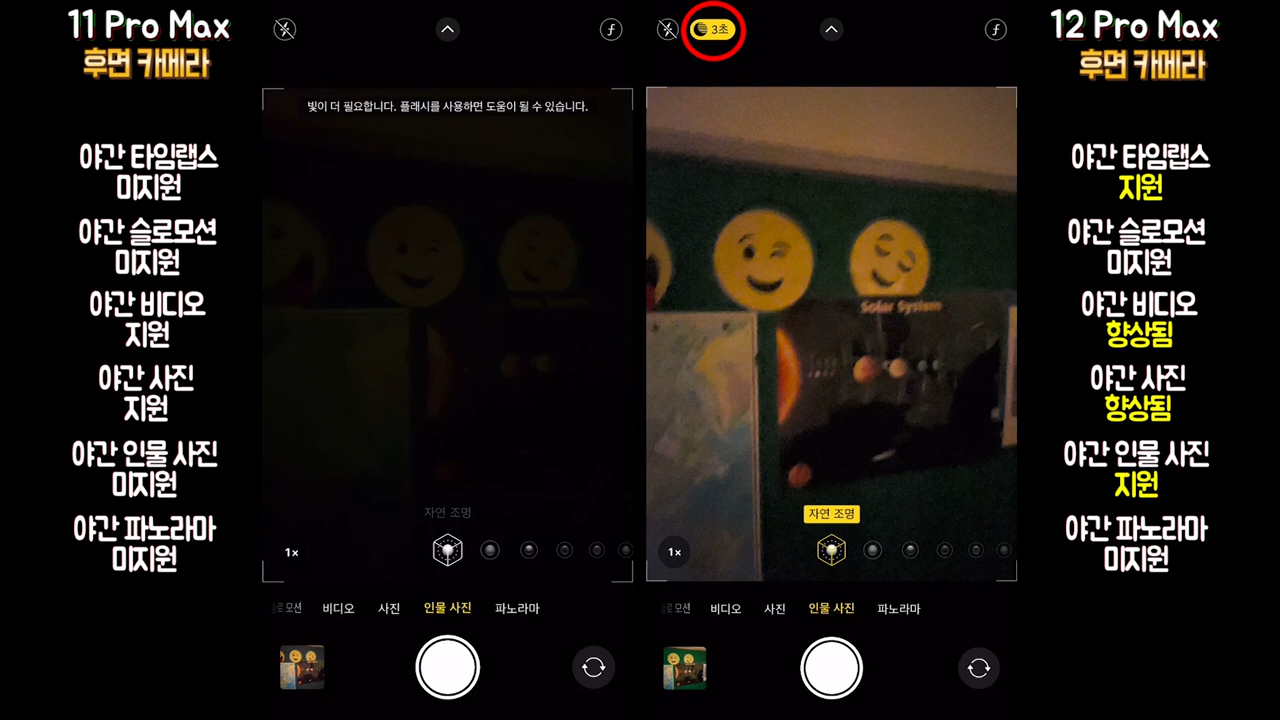 11 Pro Max
후면 카메라
야간 타임랩스
미지원
야간 슬로모션
미지원
야간 비디오
지원
야간 사진
지원
야간 인물 사진
미지원
야간 파노라마
미지원
빛이 더 필요합니다. 플래시를 사용하면 도움이 될 수 있습니다.
자연 조명
1×
로 모션
비디오
사진
인물 사진
파노라마
3초
Solar System
자연 조명
1×
로 모션
비디오
사진
인물 사진
파노라마
12 Pro Max
후면 카메라
야간 타임랩스
지원
야간 슬로모션
미지원
야간 비디오
향상됨
야간 사진
향상됨
야간 인물 사진
지원
야간 파노라마
미지원